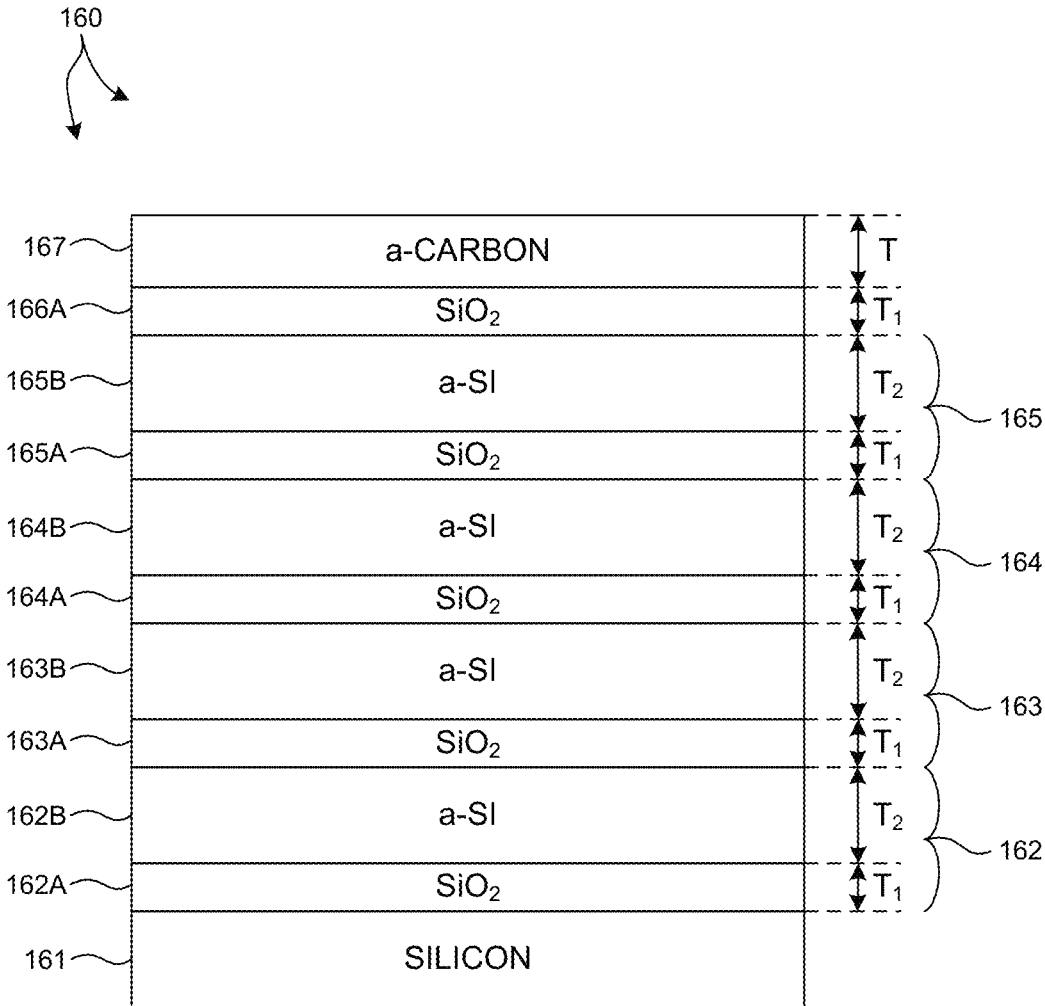 160
167 a-CARBON T
166A SiO₂ T₁
165B a-SI T₂
165
165A SiO₂ T₁
164B a-SI T₂
164
164A SiO₂ T₁
163B a-SI T₂
163
163A SiO₂ T₁
162B a-SI T₂
162
162A SiO₂ T₁
161 SILICON